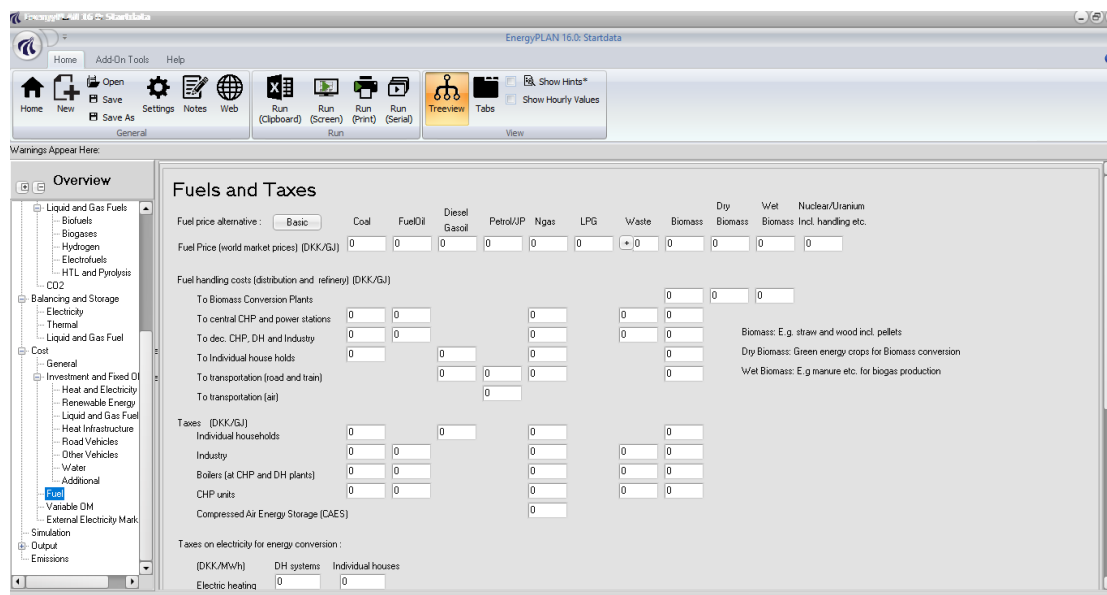 EnergyPLAN 16.0: Startdata
EnergyPLAN 16.0: Startdata
Home Add-On Tools Help
Home New Open Save Save As Settings Notes Web
General
Run (Clipboard) Run (Screen) Run (Print) Run (Serial)
Run
Treeview Tabs Show Hints* Show Hourly Values
View
Warnings Appear Here:
Overview
Liquid and Gas Fuels
Biofuels
Biogases
Hydrogen
Electrofuels
HTL and Pyrolysis
CO2
Balancing and Storage
Electricity
Thermal
Liquid and Gas Fuel
Cost
General
Investment and Fixed O
Heat and Electricity
Renewable Energy
Liquid and Gas Fuel
Heat Infrastructure
Road Vehicles
Other Vehicles
Water
Additional
Fuel
Variable OM
External Electricity Mark
Simulation
Output
Emissions
Fuels and Taxes
Fuel price alternative : Basic Coal FuelOil Diesel Gasoil Petrol/JP Ngas LPG Waste Biomass Dry Biomass Wet Biomass Nuclear/Uranium Incl. handling etc.
Fuel Price (world market prices) (DKK/GJ) 0 0 0 0 0 0 + 0 0 0 0 0
Fuel handling costs (distribution and refinery) (DKK/GJ)
To Biomass Conversion Plants 0 0 0
To central CHP and power stations 0 0 0 0 0
To dec. CHP, DH and Industry 0 0 0 0 0
To Individual house holds 0 0 0 0
To transportation (road and train) 0 0 0 0
To transportation (air) 0
Biomass: E.g. straw and wood incl. pellets
Dry Biomass: Green energy crops for Biomass conversion
Wet Biomass: E.g manure etc. for biogas production
Taxes (DKK/GJ)
Individual households 0 0 0 0
Industry 0 0 0 0 0
Boilers (at CHP and DH plants) 0 0 0 0 0
CHP units 0 0 0 0 0
Compressed Air Energy Storage (CAES) 0
Taxes on electricity for energy conversion :
(DKK/MWh) DH systems Individual houses
Electric heating 0 0